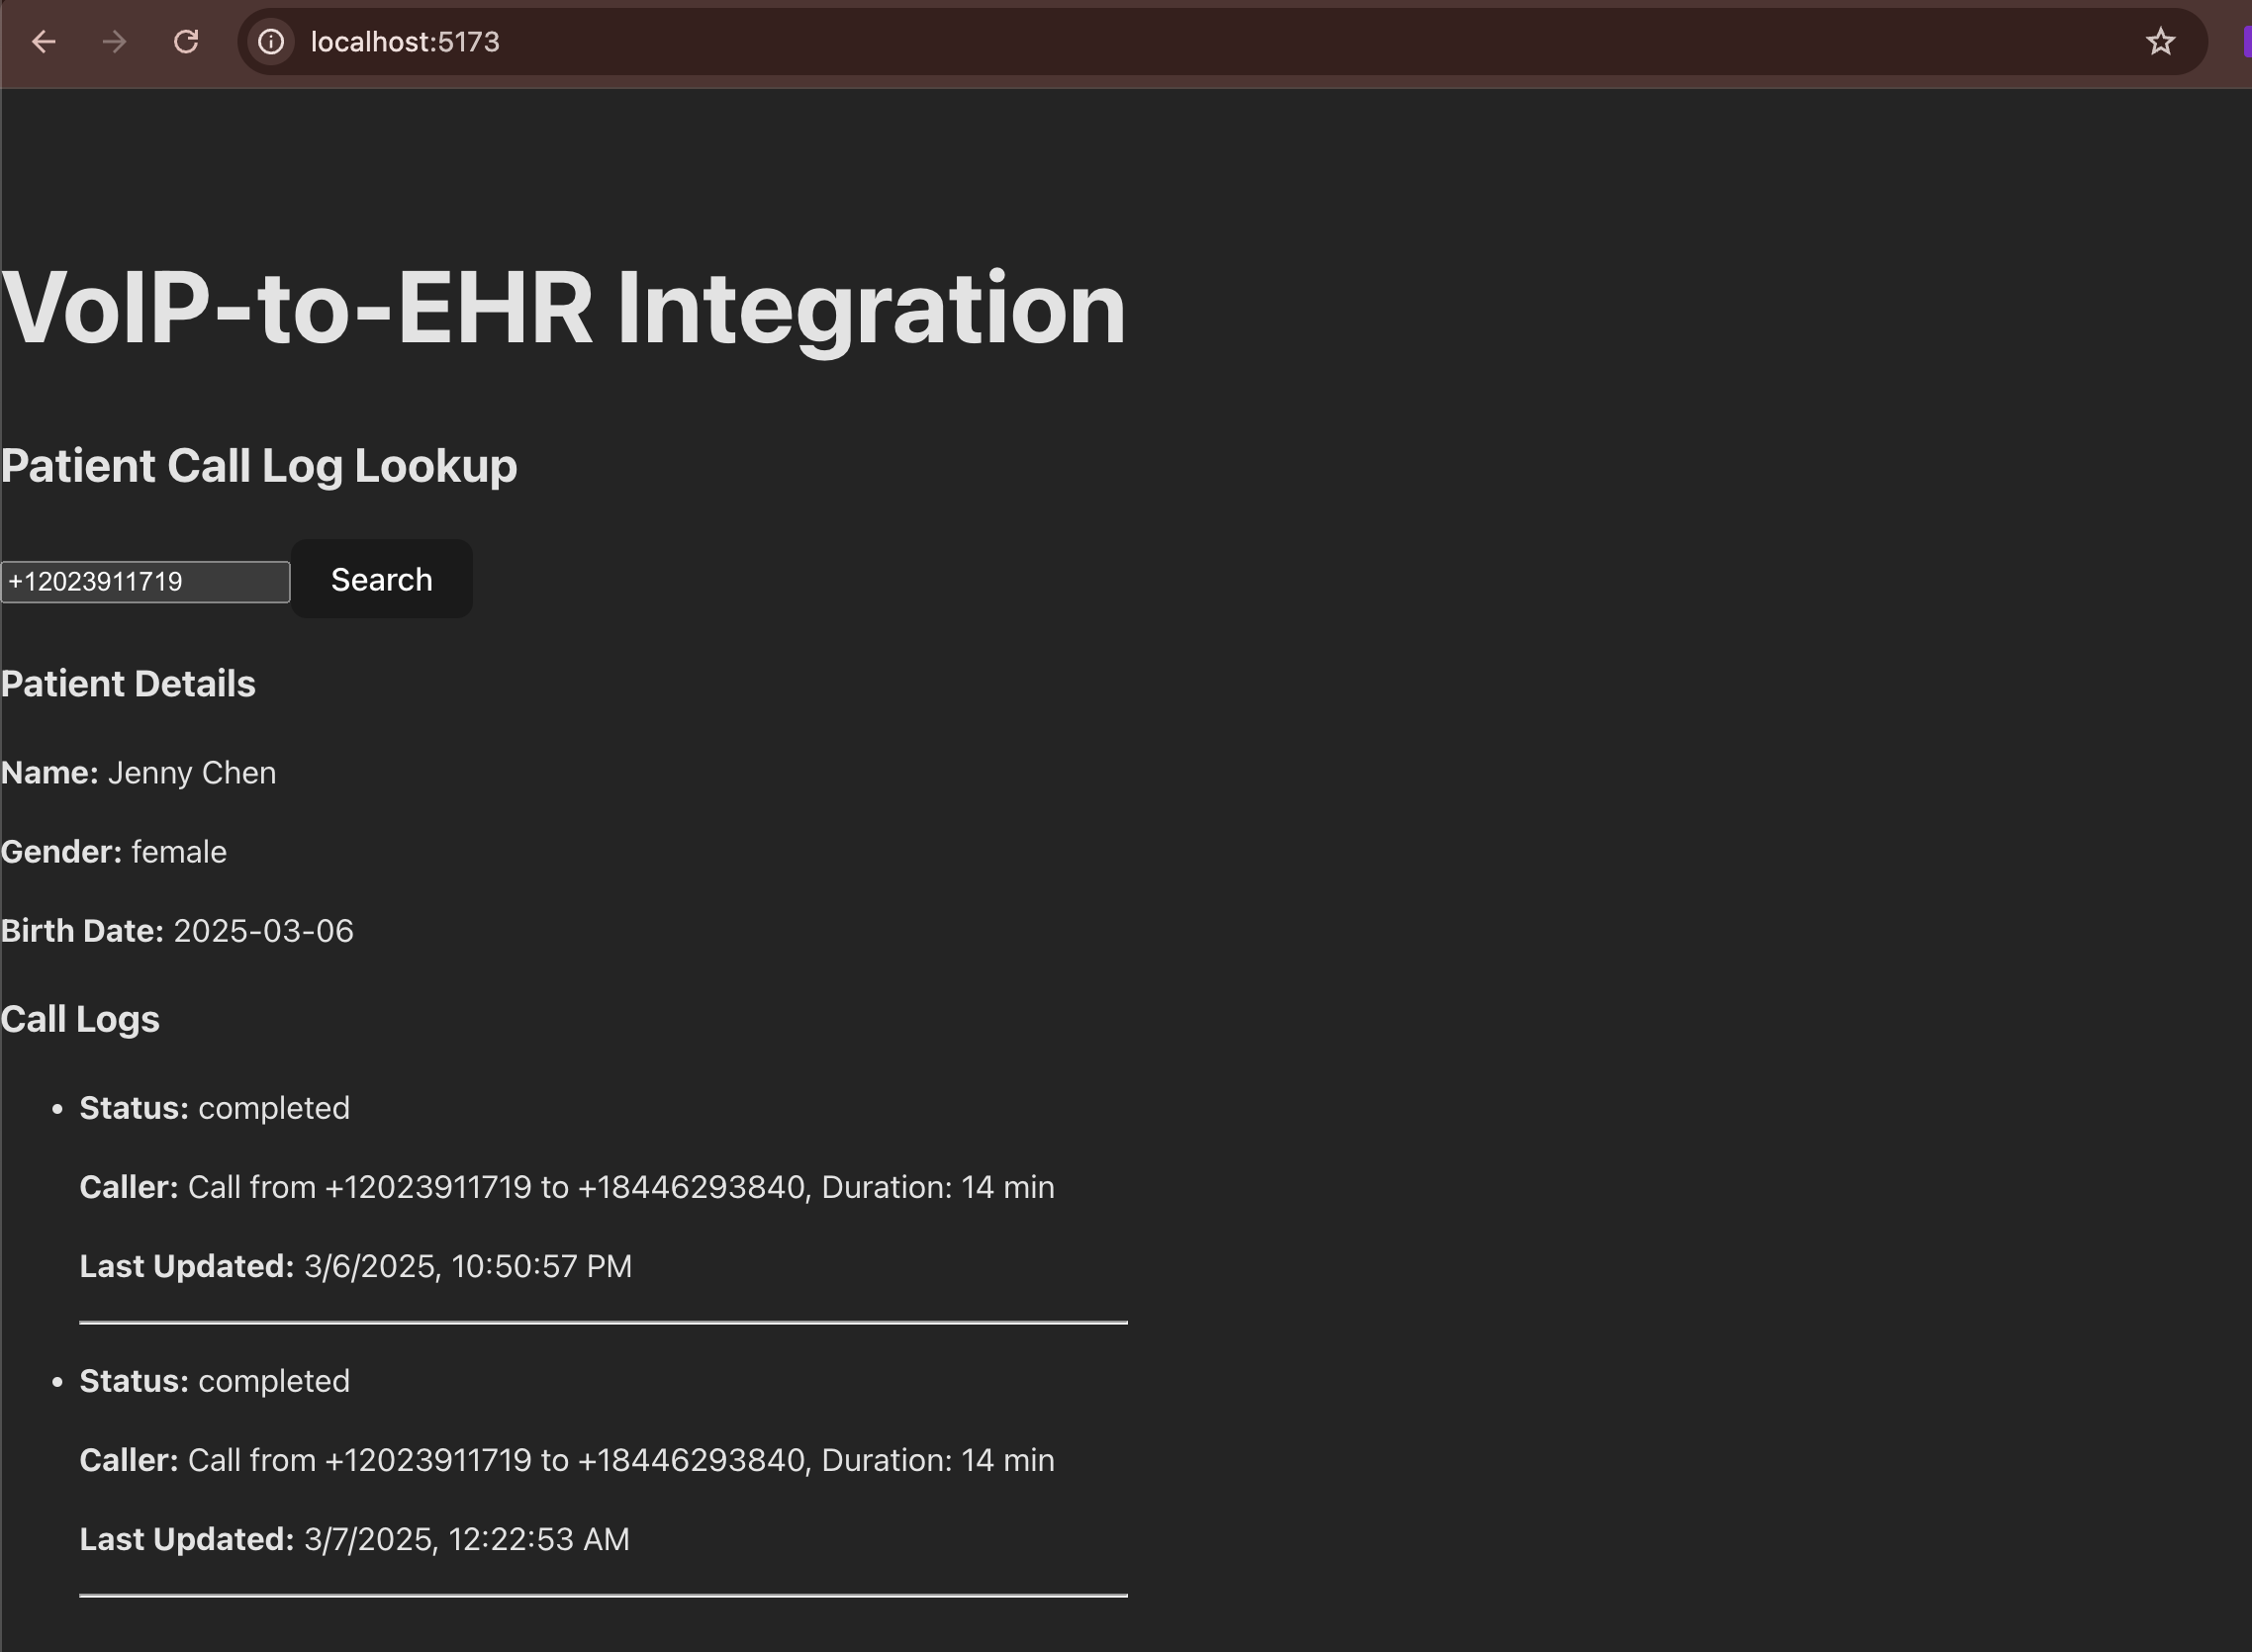 localhost:5173
VoIP-to-EHR Integration
Patient Call Log Lookup
+12023911719 Search
Patient Details
Name: Jenny Chen
Gender: female
Birth Date: 2025-03-06
Call Logs
• Status: completed
Caller: Call from +12023911719 to +18446293840, Duration: 14 min
Last Updated: 3/6/2025, 10:50:57 PM
• Status: completed
Caller: Call from +12023911719 to +18446293840, Duration: 14 min
Last Updated: 3/7/2025, 12:22:53 AM